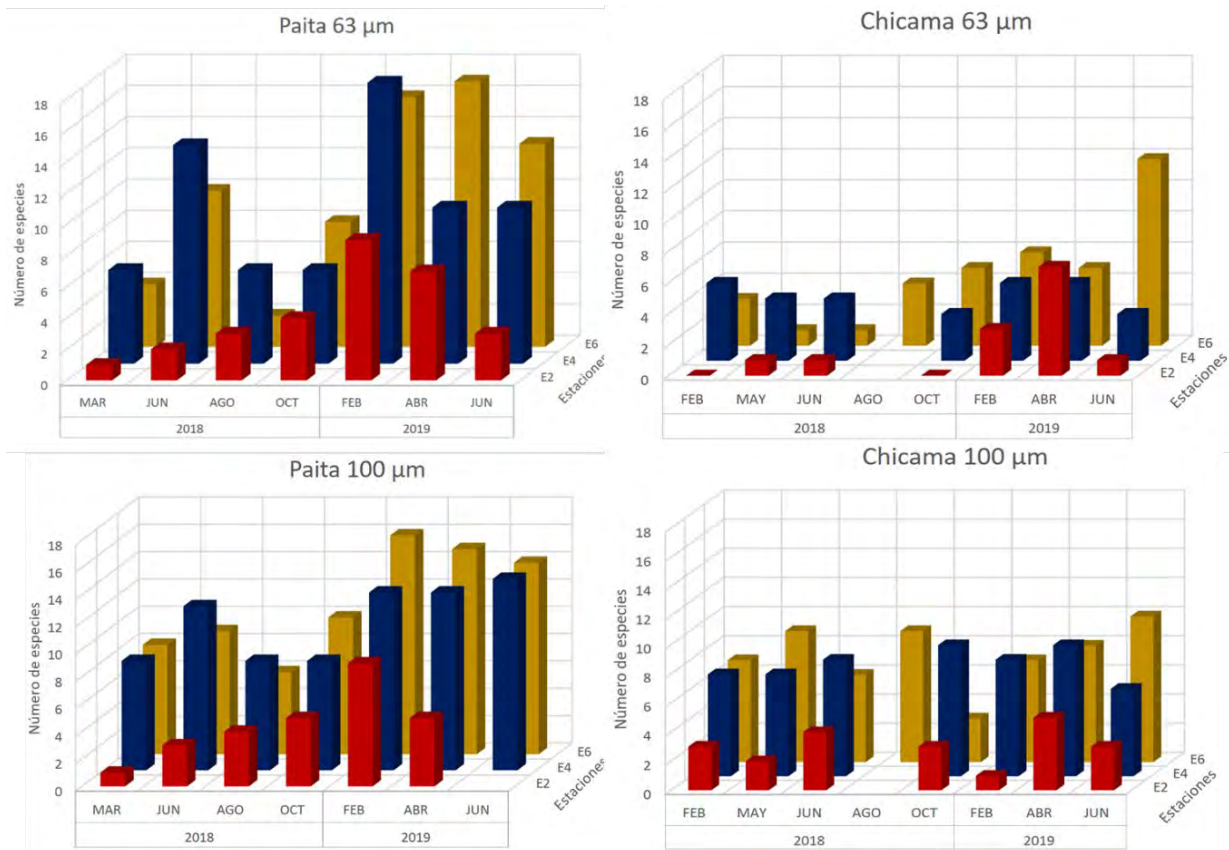 Paita 63 µm
18
16
14
12
10
8
6
4
2
0
Número de especies
MAR JUN AGO OCT FEB ABR JUN
2018 2019
E2
E4
E6
Estaciones
Chicama 63 µm
18
16
14
12
10
8
6
4
2
0
Número de especies
FEB MAY JUN AGO OCT FEB ABR JUN
2018 2019
E2
E4
E6
Estaciones
Paita 100 µm
18
16
14
12
10
8
6
4
2
0
Número de especies
MAR JUN AGO OCT FEB ABR JUN
2018 2019
E2
E4
E6
Estaciones
Chicama 100 µm
18
16
14
12
10
8
6
4
2
0
Número de especies
FEB MAY JUN AGO OCT FEB ABR JUN
2018 2019
E2
E4
E6
Estaciones